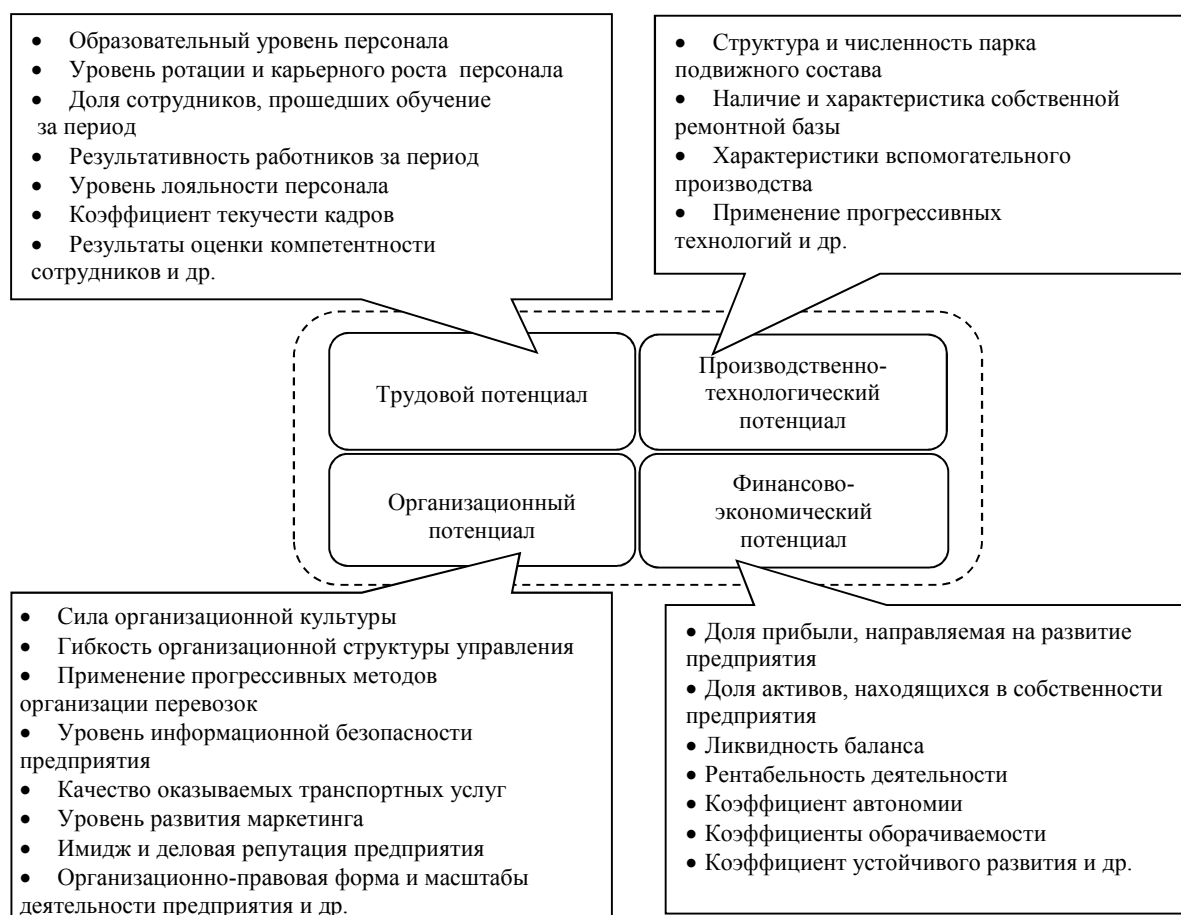 • Образовательный уровень персонала
• Уровень ротации и карьерного роста персонала
• Доля сотрудников, прошедших обучение
за период
• Результативность работников за период
• Уровень лояльности персонала
• Коэффициент текучести кадров
• Результаты оценки компетентности
сотрудников и др.
• Структура и численность парка
подвижного состава
• Наличие и характеристика собственной
ремонтной базы
• Характеристики вспомогательного
производства
• Применение прогрессивных
технологий и др.
Трудовой потенциал
Производственно-
технологический
потенциал
Организационный
потенциал
Финансово-
экономический
потенциал
• Сила организационной культуры
• Гибкость организационной структуры управления
• Применение прогрессивных методов
организации перевозок
• Уровень информационной безопасности
предприятия
• Качество оказываемых транспортных услуг
• Уровень развития маркетинга
• Имидж и деловая репутация предприятия
• Организационно-правовая форма и масштабы
деятельности предприятия и др.
• Доля прибыли, направляемая на развитие
предприятия
• Доля активов, находящихся в собственности
предприятия
• Ликвидность баланса
• Рентабельность деятельности
• Коэффициент автономии
• Коэффициенты оборачиваемости
• Коэффициент устойчивого развития и др.